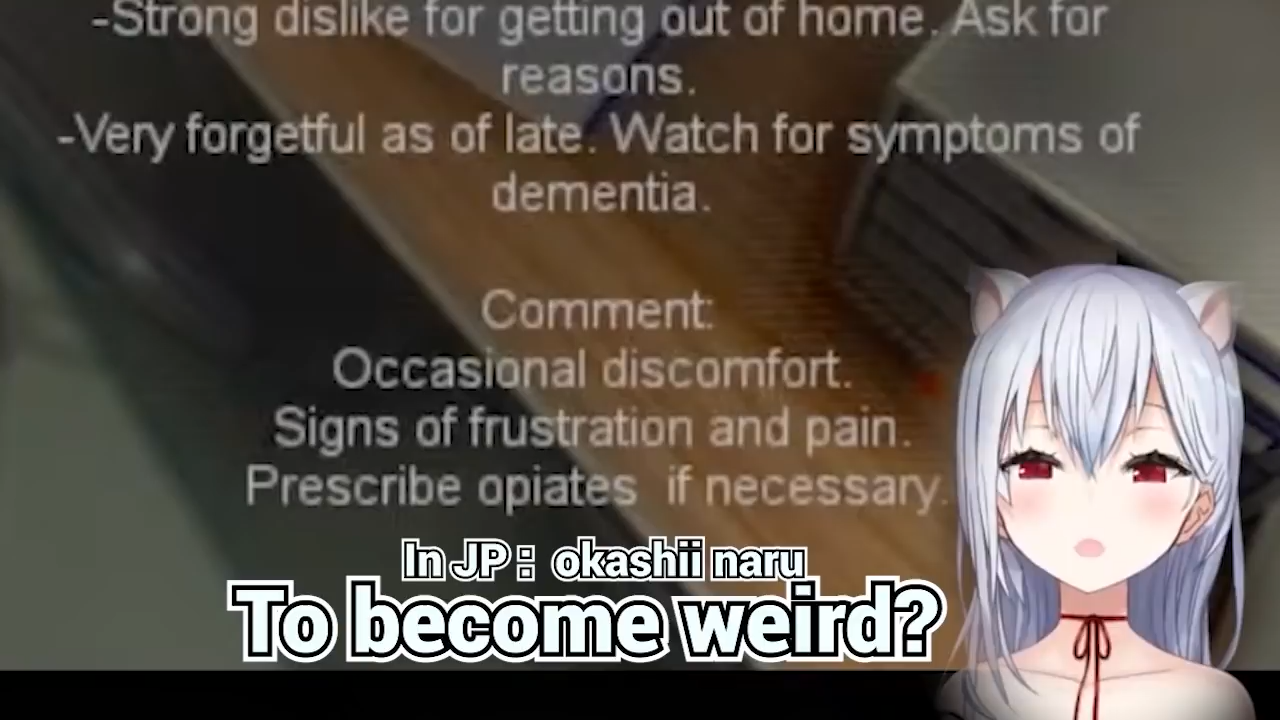 -Strong dislike for getting out of home. Ask for
reasons.
-Very forgetful as of late. Watch for symptoms of
dementia.
Comment:
Occasional discomfort.
Signs of frustration and pain.
Prescribe opiates  if necessary.
In JP : okashii naru
To become weird?